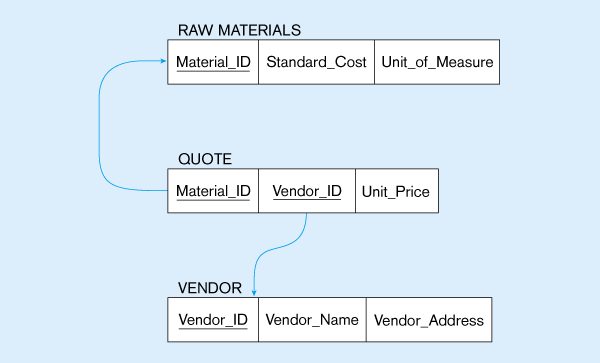 RAW MATERIALS
Material_ID Standard_Cost Unit_of_Measure
QUOTE
Material_ID Vendor_ID Unit_Price
VENDOR
Vendor_ID Vendor_Name Vendor_Address